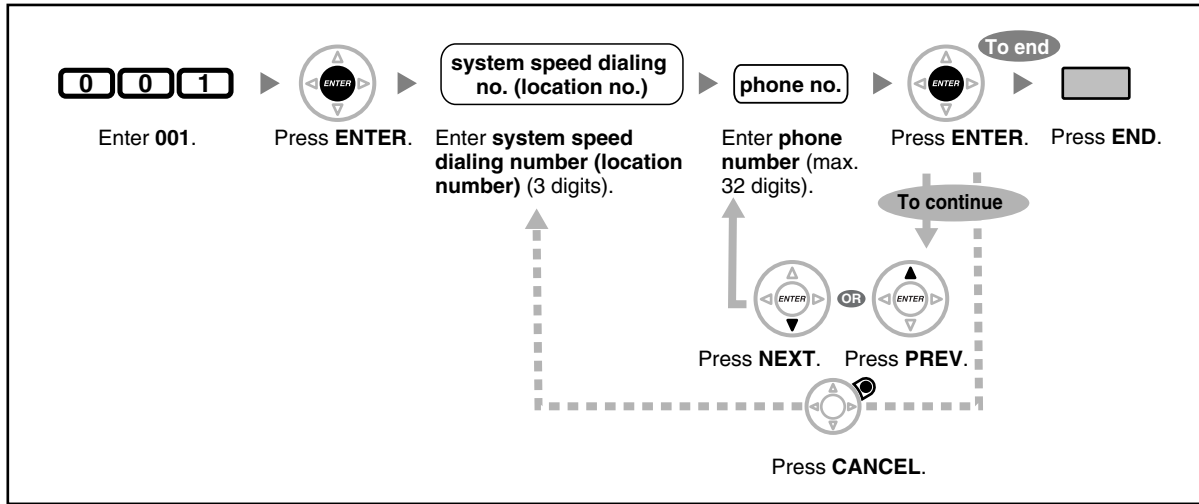 To end
0 0 1
ENTER
system speed dialing
no. (location no.)
phone no.
ENTER
Enter 001.
Press ENTER.
Enter system speed
dialing number (location
number) (3 digits).
Enter phone
number (max.
32 digits).
Press ENTER.
Press END.
To continue
ENTER
OR
ENTER
Press NEXT.
Press PREV.
Press CANCEL.